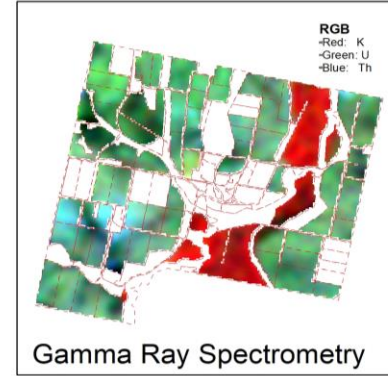 RGB
-Red: K
-Green: U
-Blue: Th
Gamma Ray Spectrometry